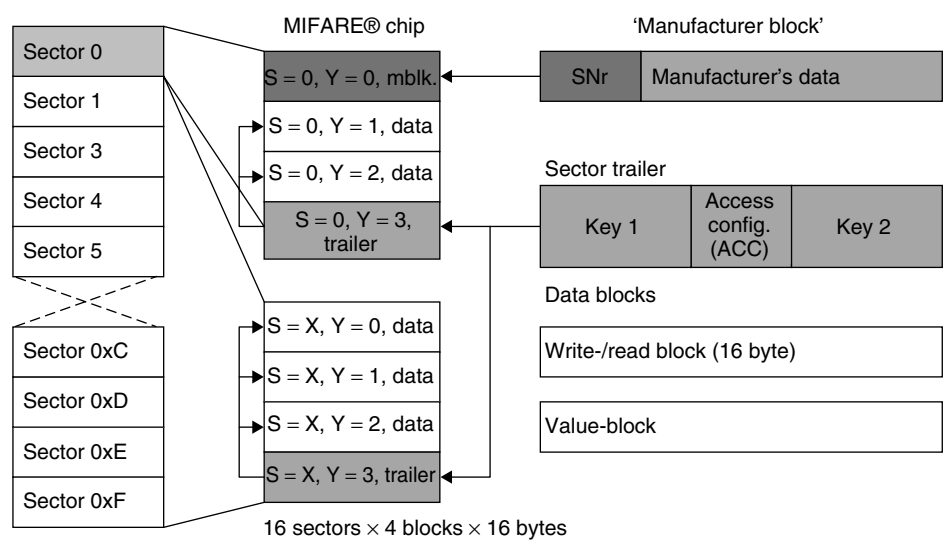 Sector 0
Sector 1
Sector 3
Sector 4
Sector 5
Sector 0xC
Sector 0xD
Sector 0xE
Sector 0xF
MIFARE® chip
S = 0, Y = 0, mblk.
S = 0, Y = 1, data
S = 0, Y = 2, data
S = 0, Y = 3,
trailer
S = X, Y = 0, data
S = X, Y = 1, data
S = X, Y = 2, data
S = X, Y = 3, trailer
16 sectors × 4 blocks × 16 bytes
‘Manufacturer block’
SNr
Manufacturer’s data
Sector trailer
Key 1
Access
config.
(ACC)
Key 2
Data blocks
Write-/read block (16 byte)
Value-block